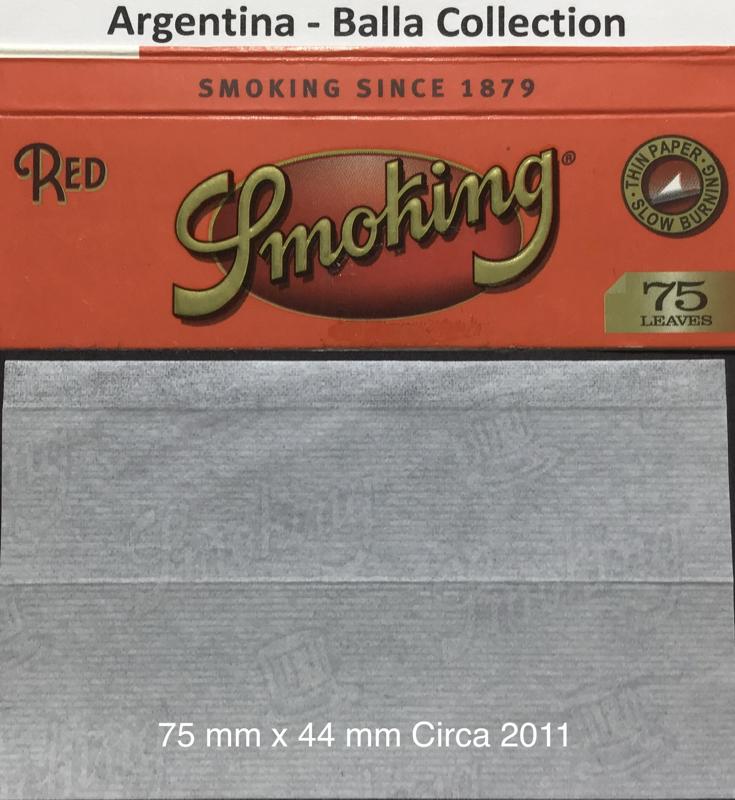 Argentina - Balla Collection
SMOKING SINCE 1879
RED
Smoking®
THIN PAPER · SLOW BURNING ·
75
LEAVES
75 mm x 44 mm Circa 2011